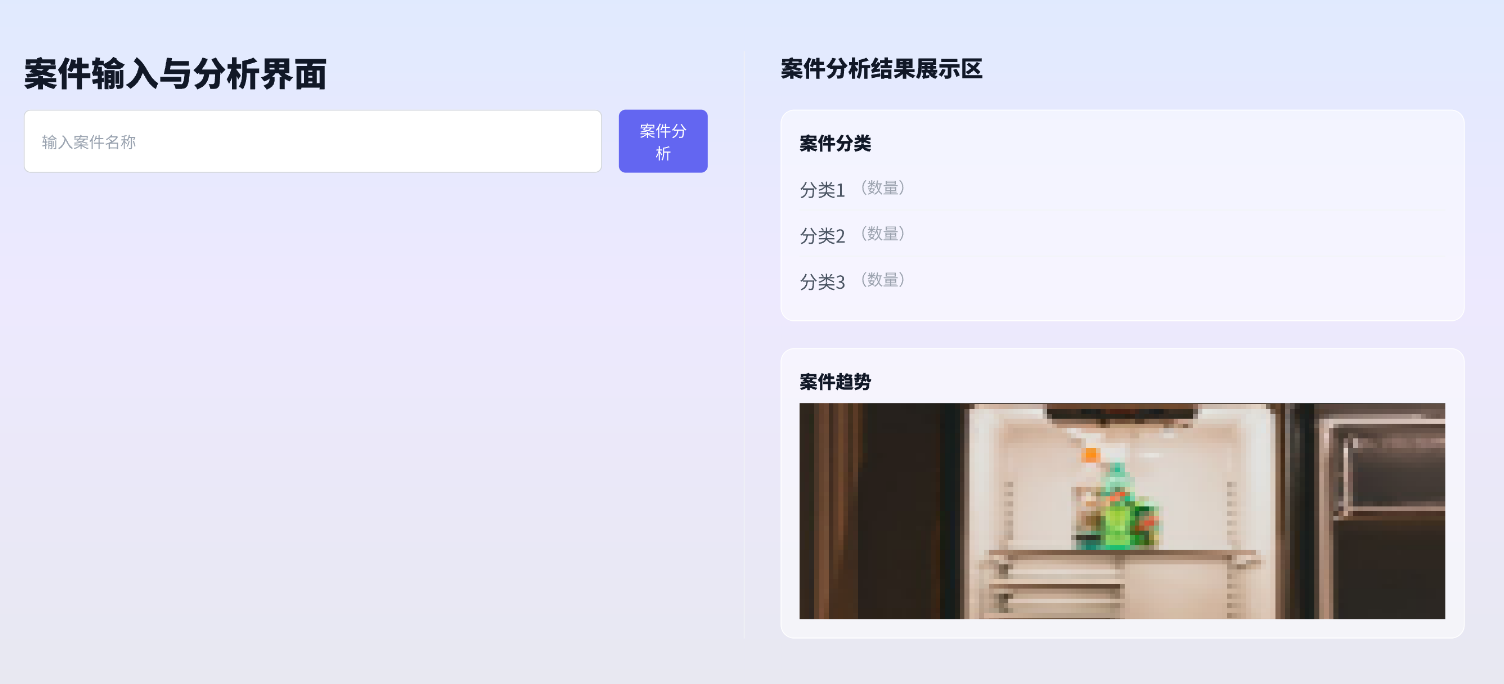 案件输入与分析界面
输入案件名称
案件分
析
案件分析结果展示区
案件分类
分类1 （数量）
分类2 （数量）
分类3 （数量）
案件趋势